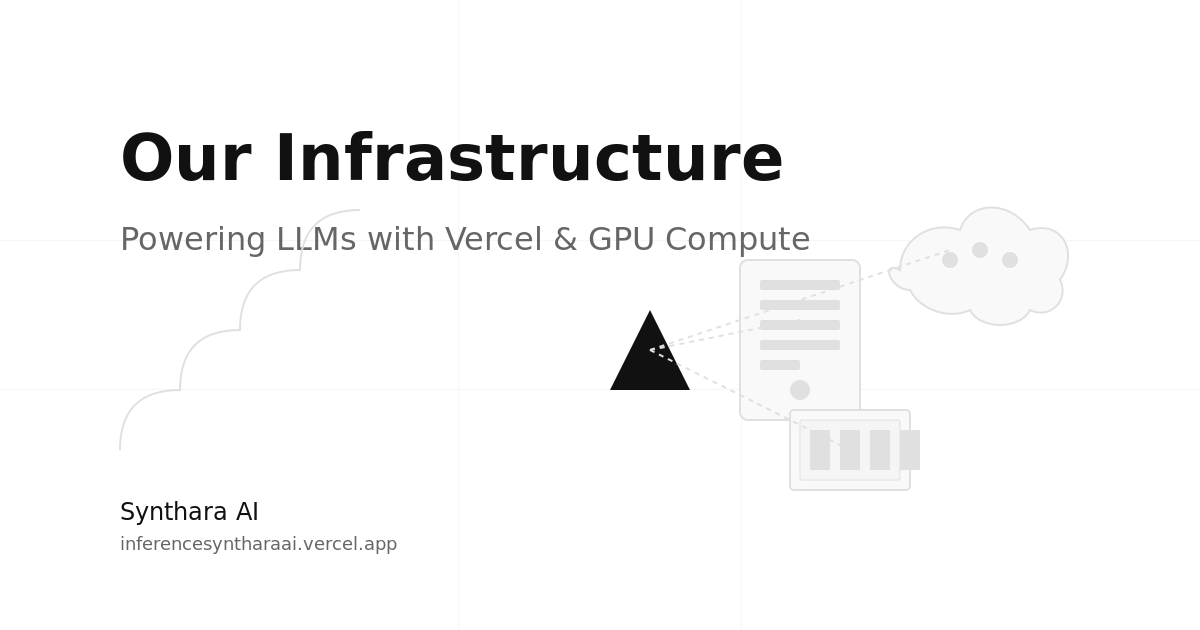 Our Infrastructure
Powering LLMs with Vercel & GPU Compute
Synthara AI
inferencesyntharaai.vercel.app